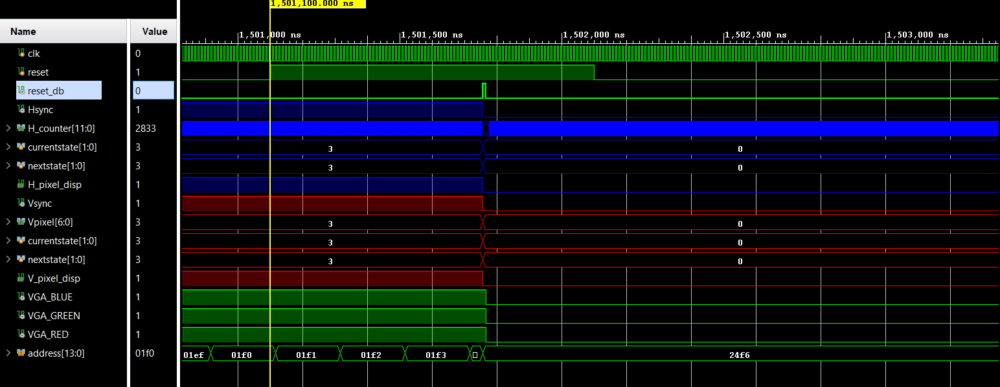 1,501,100.000 ns
1,501,000 ns 1,501,500 ns 1,502,000 ns 1,502,500 ns 1,503,000 ns
Name Value
clk 0
reset 1
reset_db 0
Hsync 1
H_counter[11:0] 2833
currentstate[1:0] 3 3 0
nextstate[1:0] 3 3 0
H_pixel_disp 1
Vsync 1
Vpixel[6:0] 3 3 0
currentstate[1:0] 3 3 0
nextstate[1:0] 3 3 0
V_pixel_disp 1
VGA_BLUE 1
VGA_GREEN 1
VGA_RED 1
address[13:0] 01f0 01ef 01f0 01f1 01f2 01f3 24f6